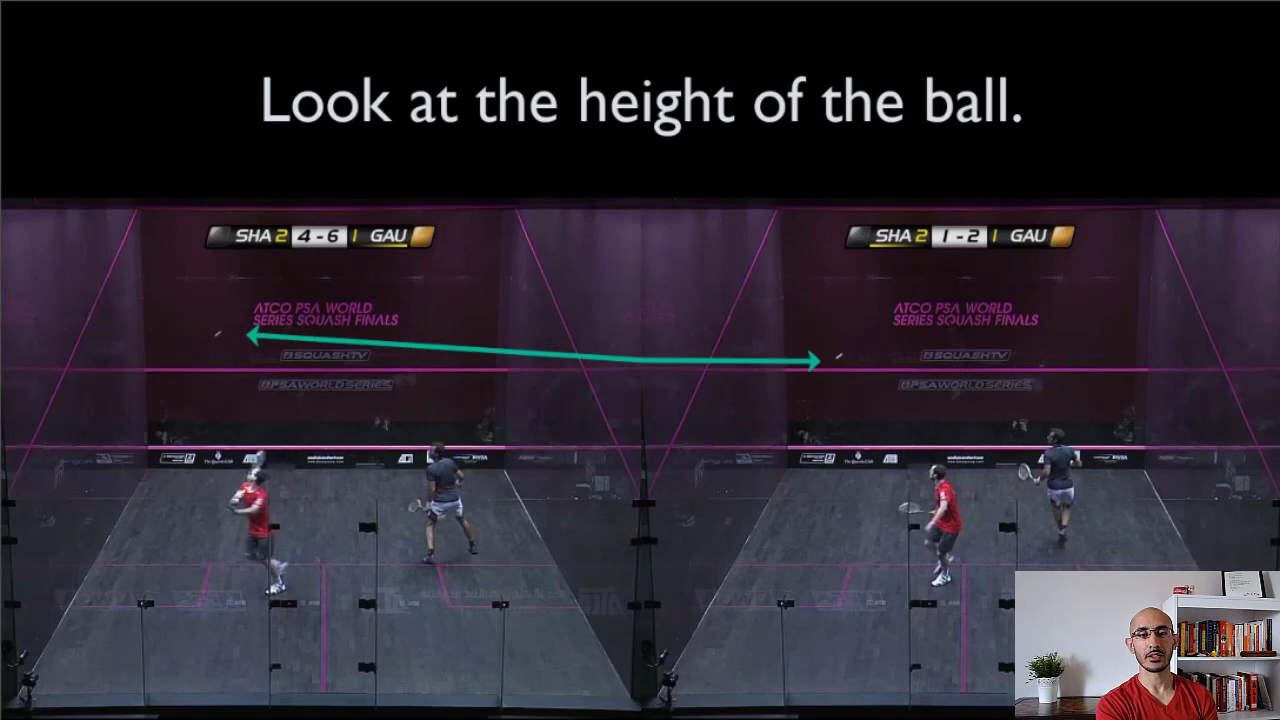 Look at the height of the ball.
SHA 2 4-6 1 GAU
SHA 2 1-2 1 GAU
ATCO PSA WORLD
SERIES SQUASH FINALS
ATCO PSA WORLD
SERIES SQUASH FINALS
SQUASHTV
SQUASHTV
PSAWORLDSERIES
PSAWORLDSERIES